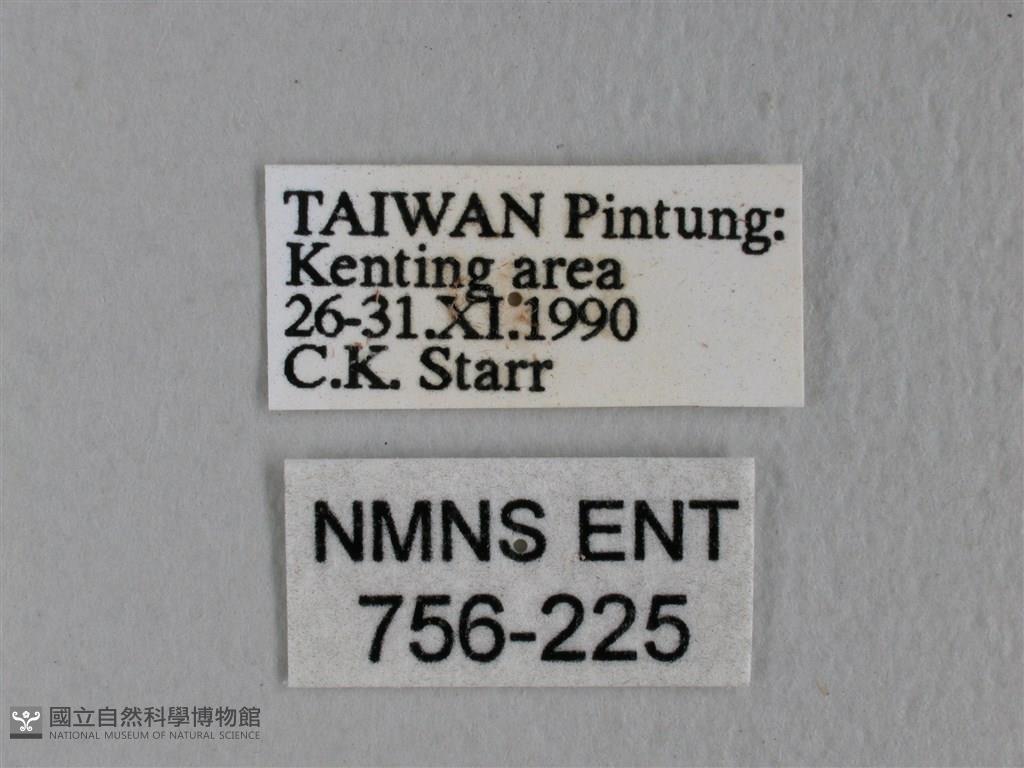 TAIWAN Pintung:
Kenting area
26-31.XI.1990
C.K. Starr
NMNS ENT
756-225
國立自然科學博物館
NATIONAL MUSEUM OF NATURAL SCIENCE